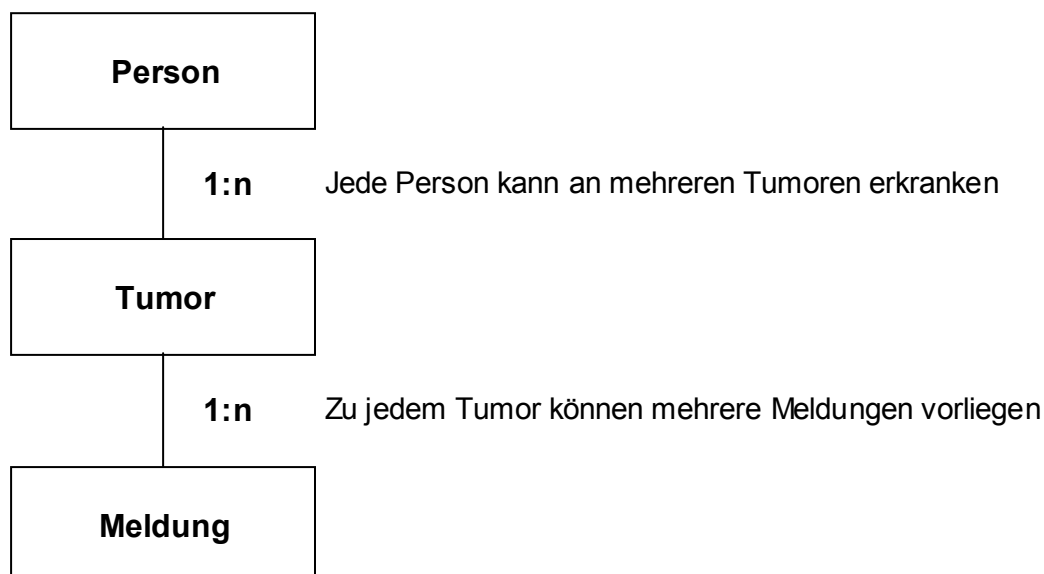 Person
1:n Jede Person kann an mehreren Tumoren erkranken
Tumor
1:n Zu jedem Tumor können mehrere Meldungen vorliegen
Meldung